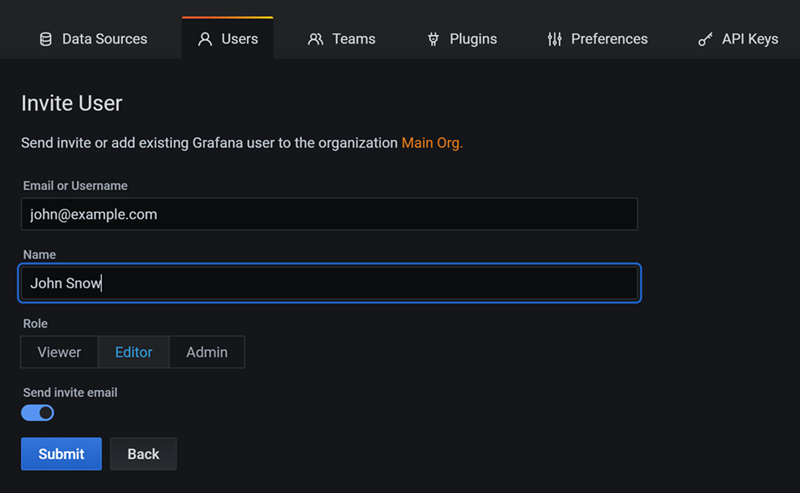 Data Sources Users Teams Plugins Preferences API Keys
Invite User
Send invite or add existing Grafana user to the organization Main Org.
Email or Username
john@example.com
Name
John Snow
Role
Viewer Editor Admin
Send invite email
Submit Back